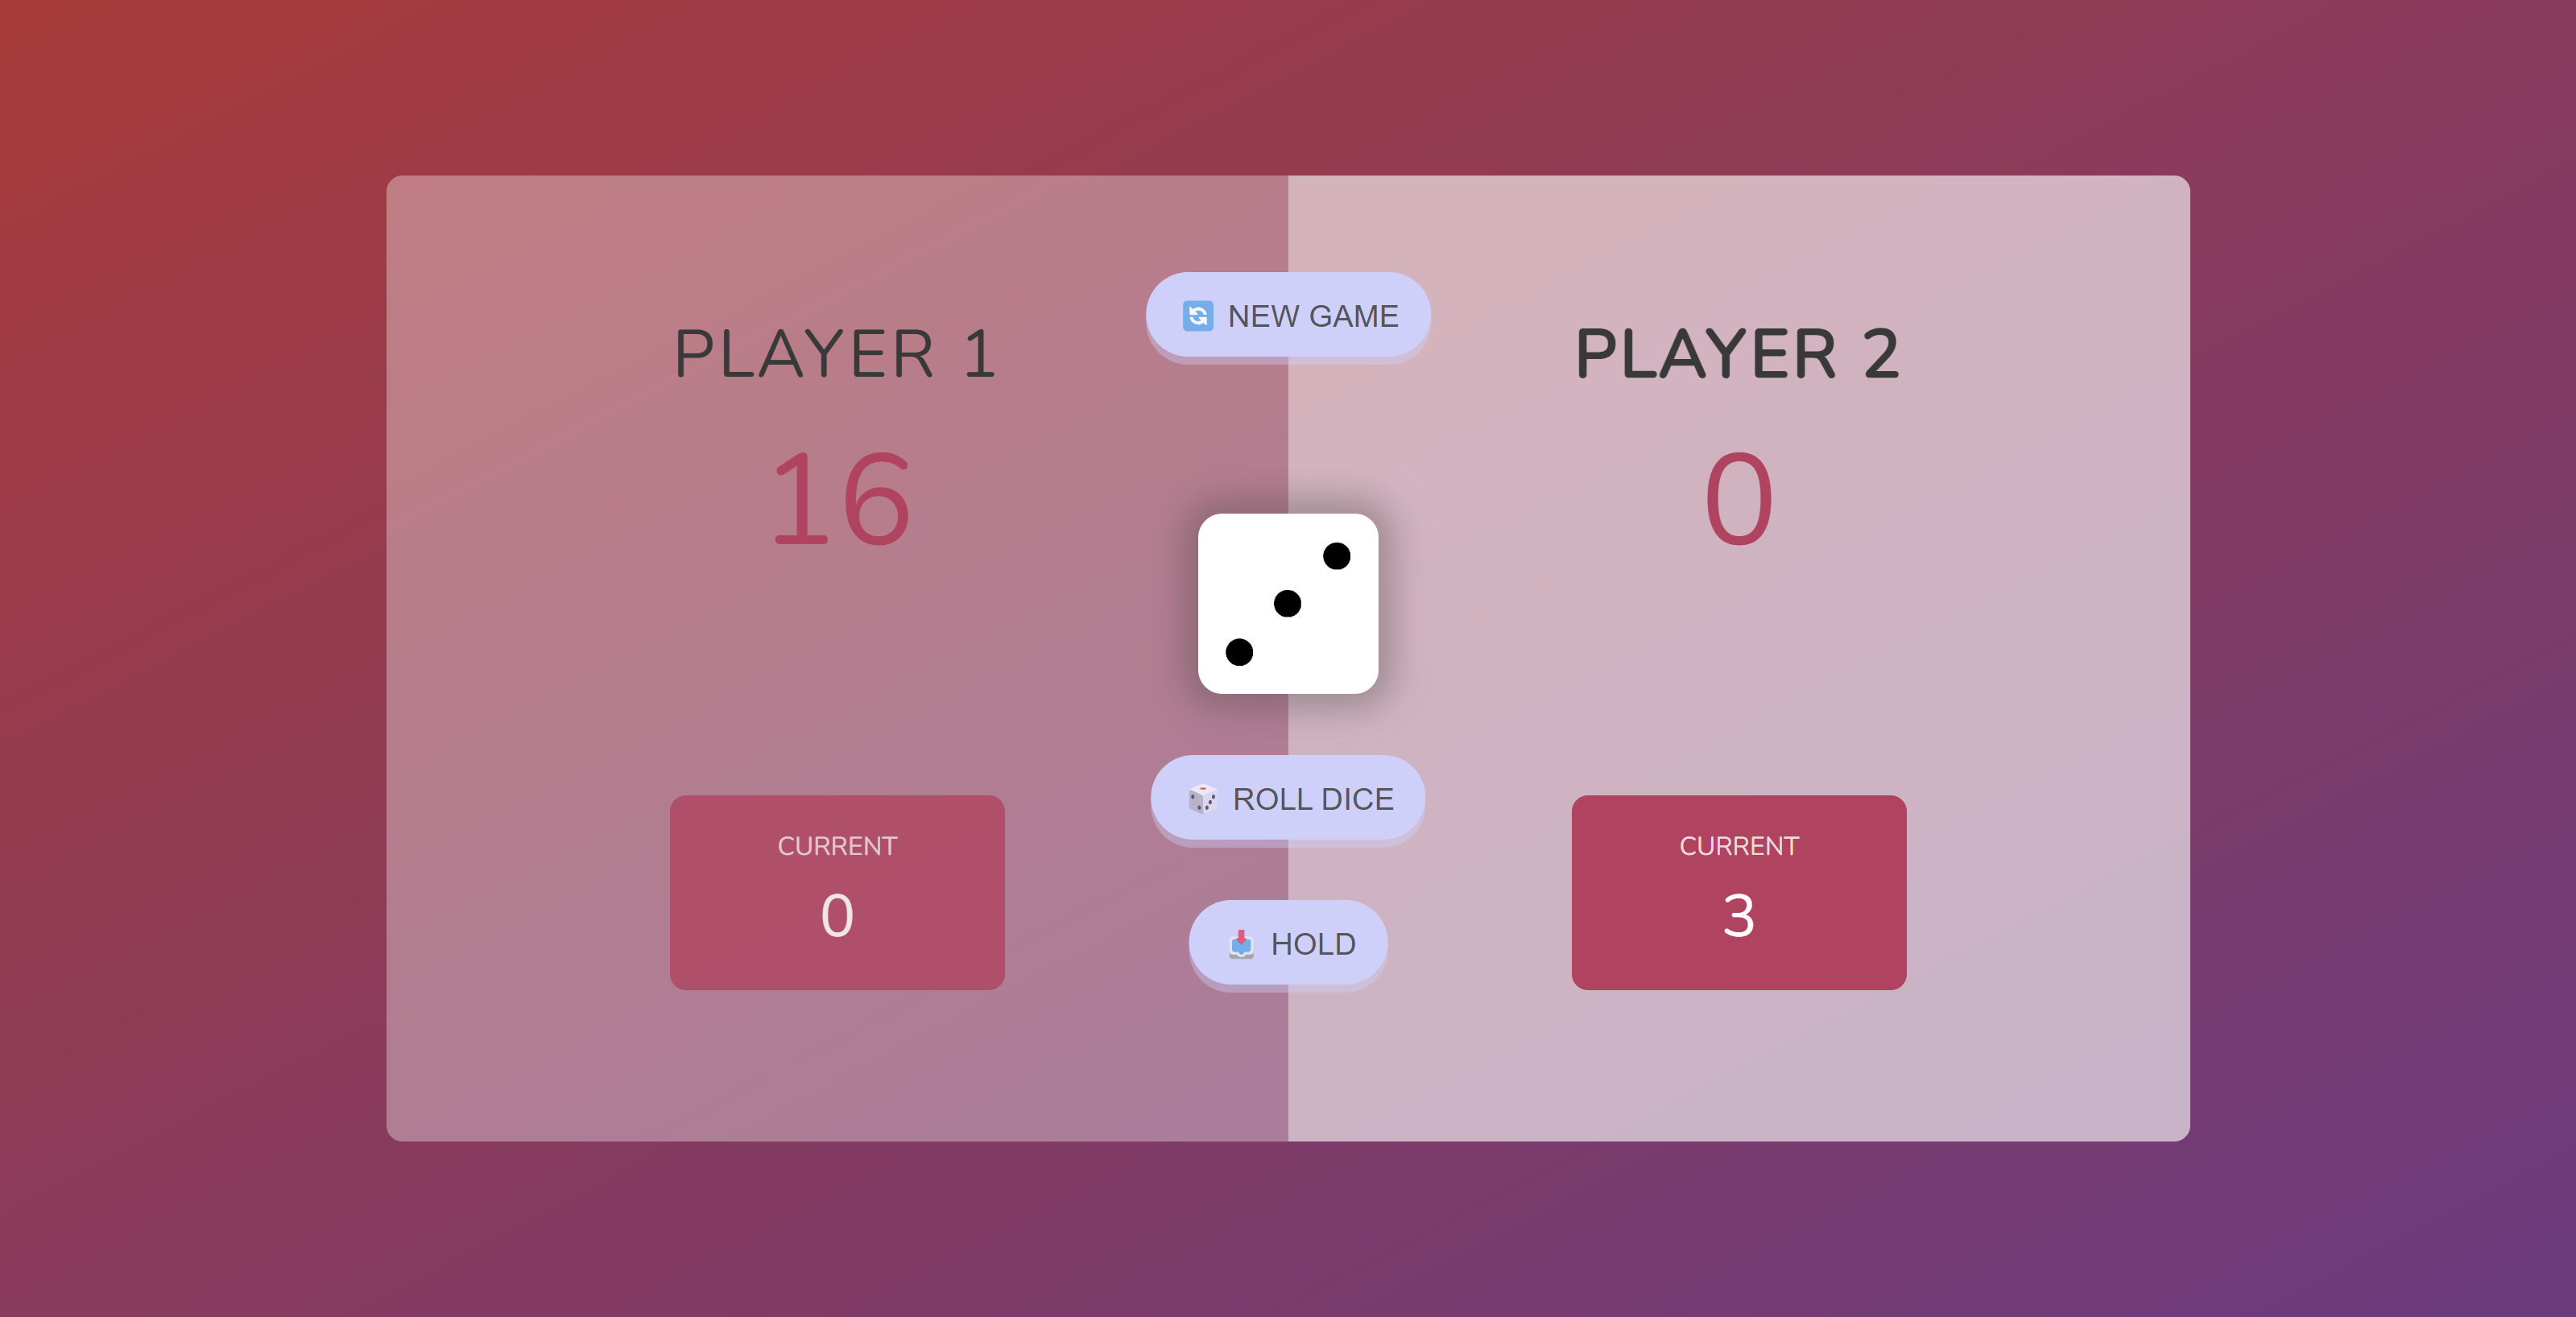 PLAYER 1
16
CURRENT
0
🔄 NEW GAME
🎲 ROLL DICE
📥 HOLD
PLAYER 2
0
CURRENT
3